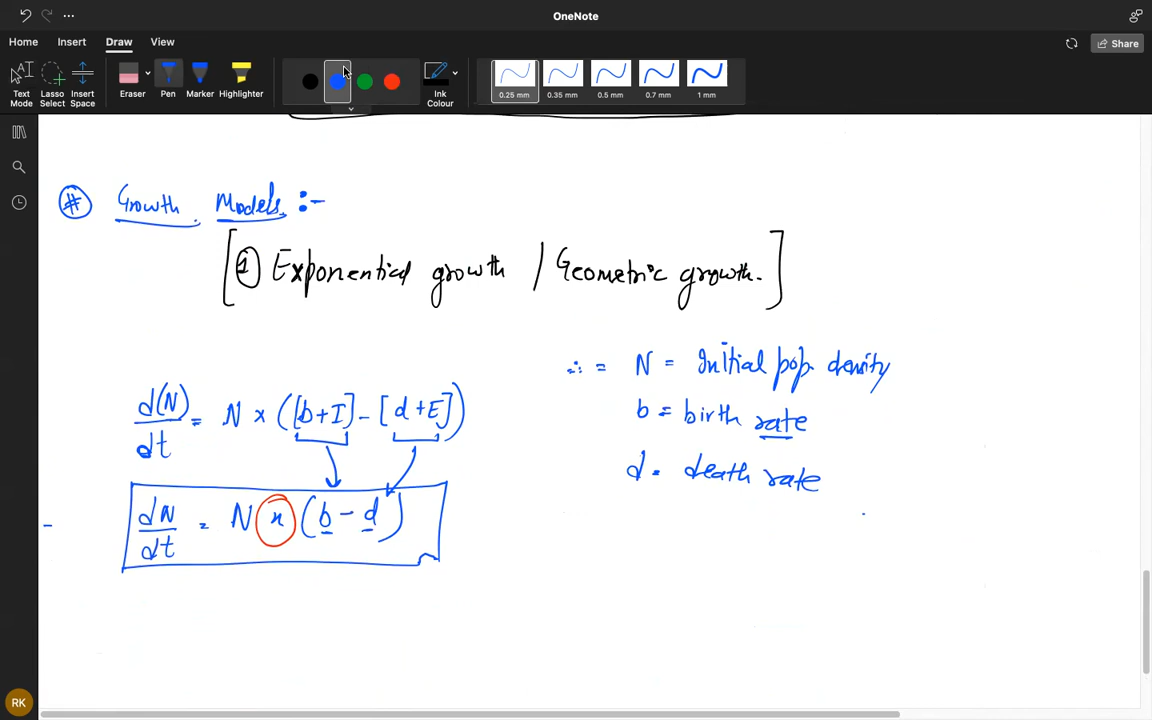 OneNote
Home Insert Draw View
Share
Text Mode
Lasso Select
Insert Space
Eraser
Pen
Marker
Highlighter
Ink Colour
0.25 mm
0.35 mm
0.5 mm
0.7 mm
1 mm
# Growth Models :-
[① Exponential growth / Geometric growth.]
∴ = N = Initial pop. density
b = birth rate
d = death rate
d(N)/dt = N × ([b+I] - [d+E])
dN/dt = N × (b - d)
RK